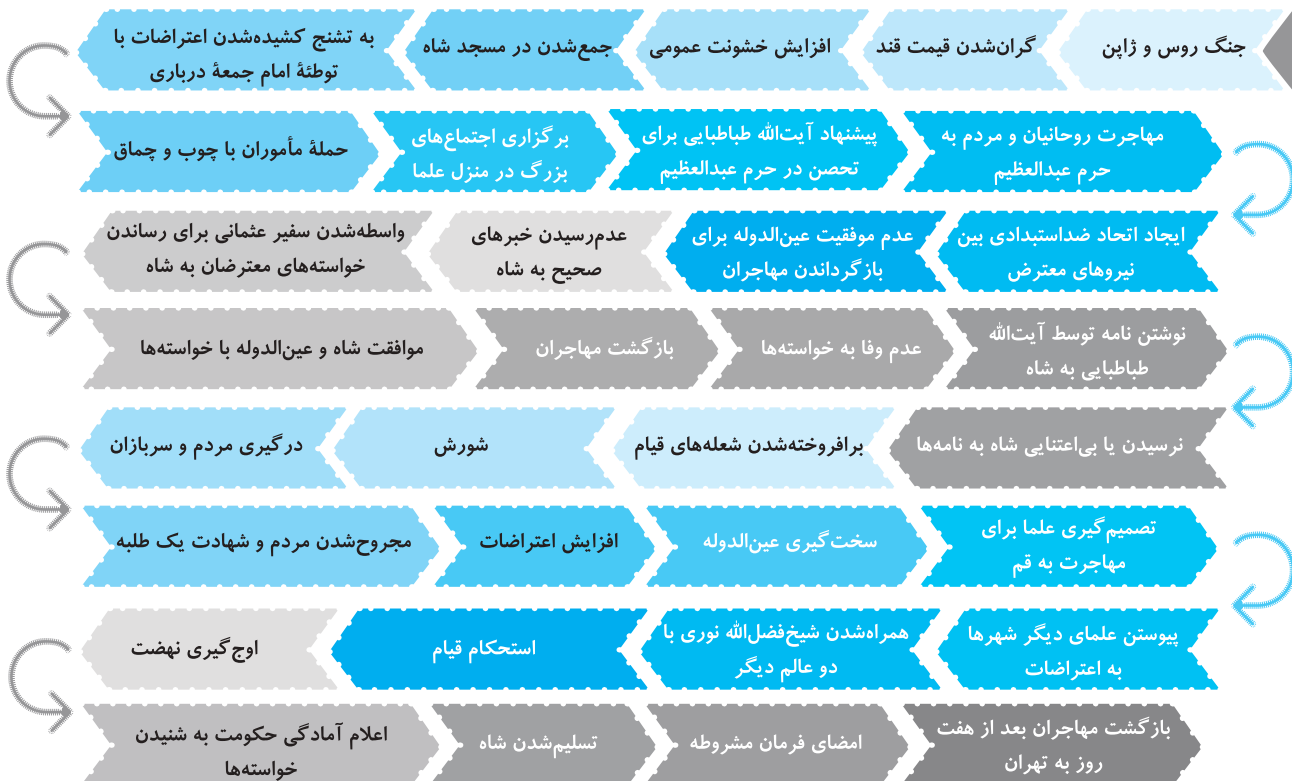 جنگ روس و ژاپن
گران‌شدن قیمت قند
افزایش خشونت عمومی
جمع‌شدن در مسجد شاه
به تشنج کشیده‌شدن اعتراضات با
توطئهٔ امام جمعهٔ درباری
حملهٔ مأموران با چوب و چماق
برگزاری اجتماع‌های
بزرگ در منزل علما
پیشنهاد آیت‌الله طباطبایی برای
تحصن در حرم عبدالعظیم
مهاجرت روحانیان و مردم به
حرم عبدالعظیم
ایجاد اتحاد ضداستبدادی بین
نیروهای معترض
عدم موفقیت عین‌الدوله برای
بازگرداندن مهاجران
عدم‌رسیدن خبرهای
صحیح به شاه
واسطه‌شدن سفیر عثمانی برای رساندن
خواسته‌های معترضان به شاه
موافقت شاه و عین‌الدوله با خواسته‌ها
بازگشت مهاجران
عدم وفا به خواسته‌ها
نوشتن نامه توسط آیت‌الله
طباطبایی به شاه
نرسیدن یا بی‌اعتنایی شاه به نامه‌ها
برافروخته‌شدن شعله‌های قیام
شورش
درگیری مردم و سربازان
مجروح‌شدن مردم و شهادت یک طلبه
افزایش اعتراضات
سخت‌گیری عین‌الدوله
تصمیم‌گیری علما برای
مهاجرت به قم
پیوستن علمای دیگر شهرها
به اعتراضات
همراه‌شدن شیخ‌فضل‌الله نوری با
دو عالم دیگر
استحکام قیام
اوج‌گیری نهضت
اعلام آمادگی حکومت به شنیدن
خواسته‌ها
تسلیم‌شدن شاه
امضای فرمان مشروطه
بازگشت مهاجران بعد از هفت
روز به تهران